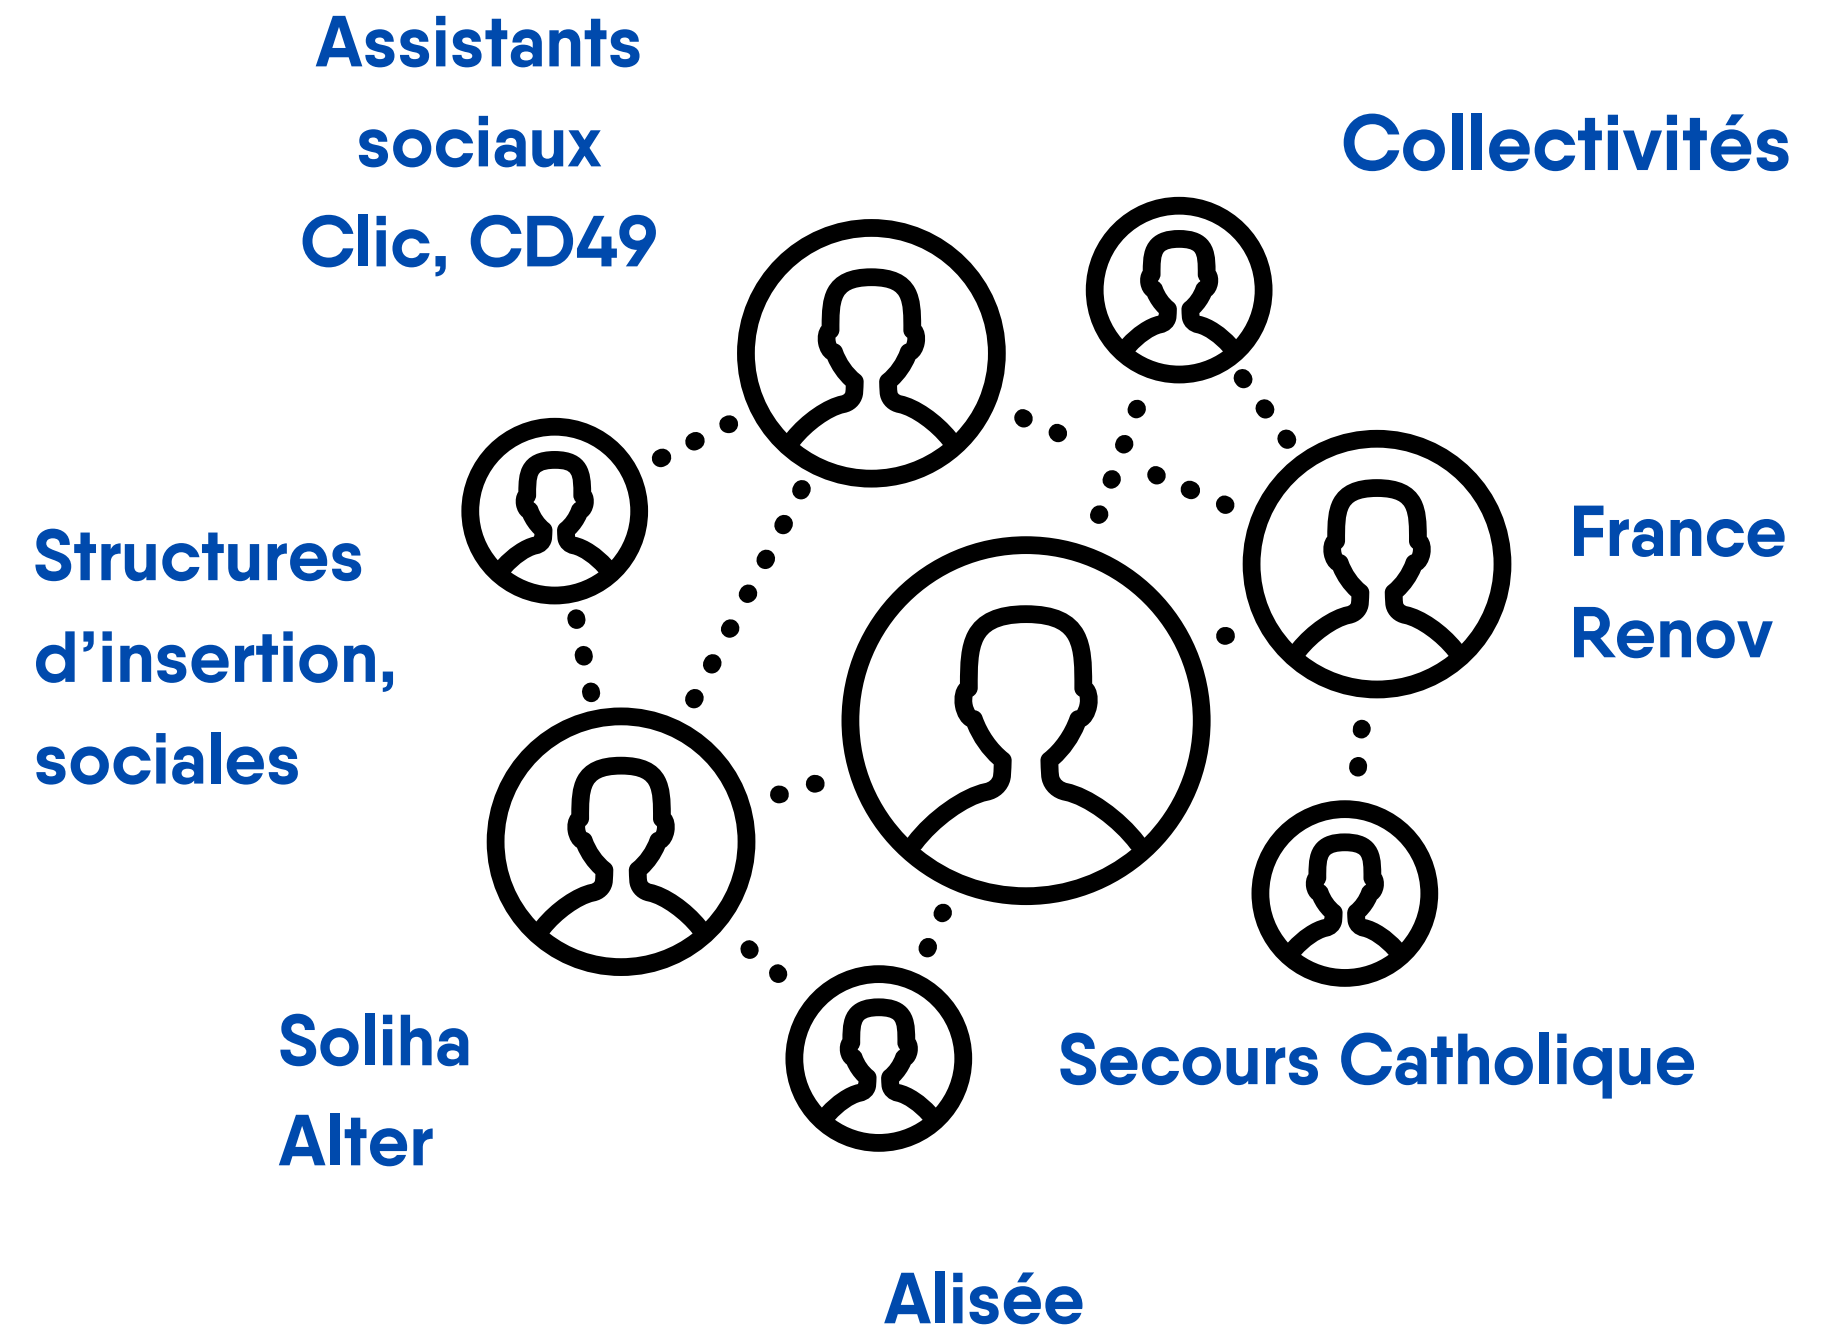 Assistants
sociaux
Clic, CD49
Collectivités
Structures
d’insertion,
sociales
France
Renov
Soliha
Alter
Secours Catholique
Alisée